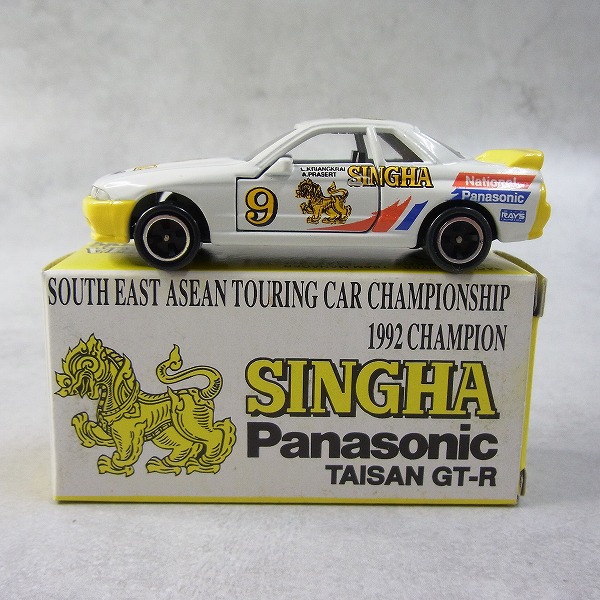 L.KRIANGKRAI
A.PRASERT
SINGHA
9
National
Panasonic
RAYS
SOUTH EAST ASEAN TOURING CAR CHAMPIONSHIP
1992 CHAMPION
SINGHA
Panasonic
TAISAN GT-R